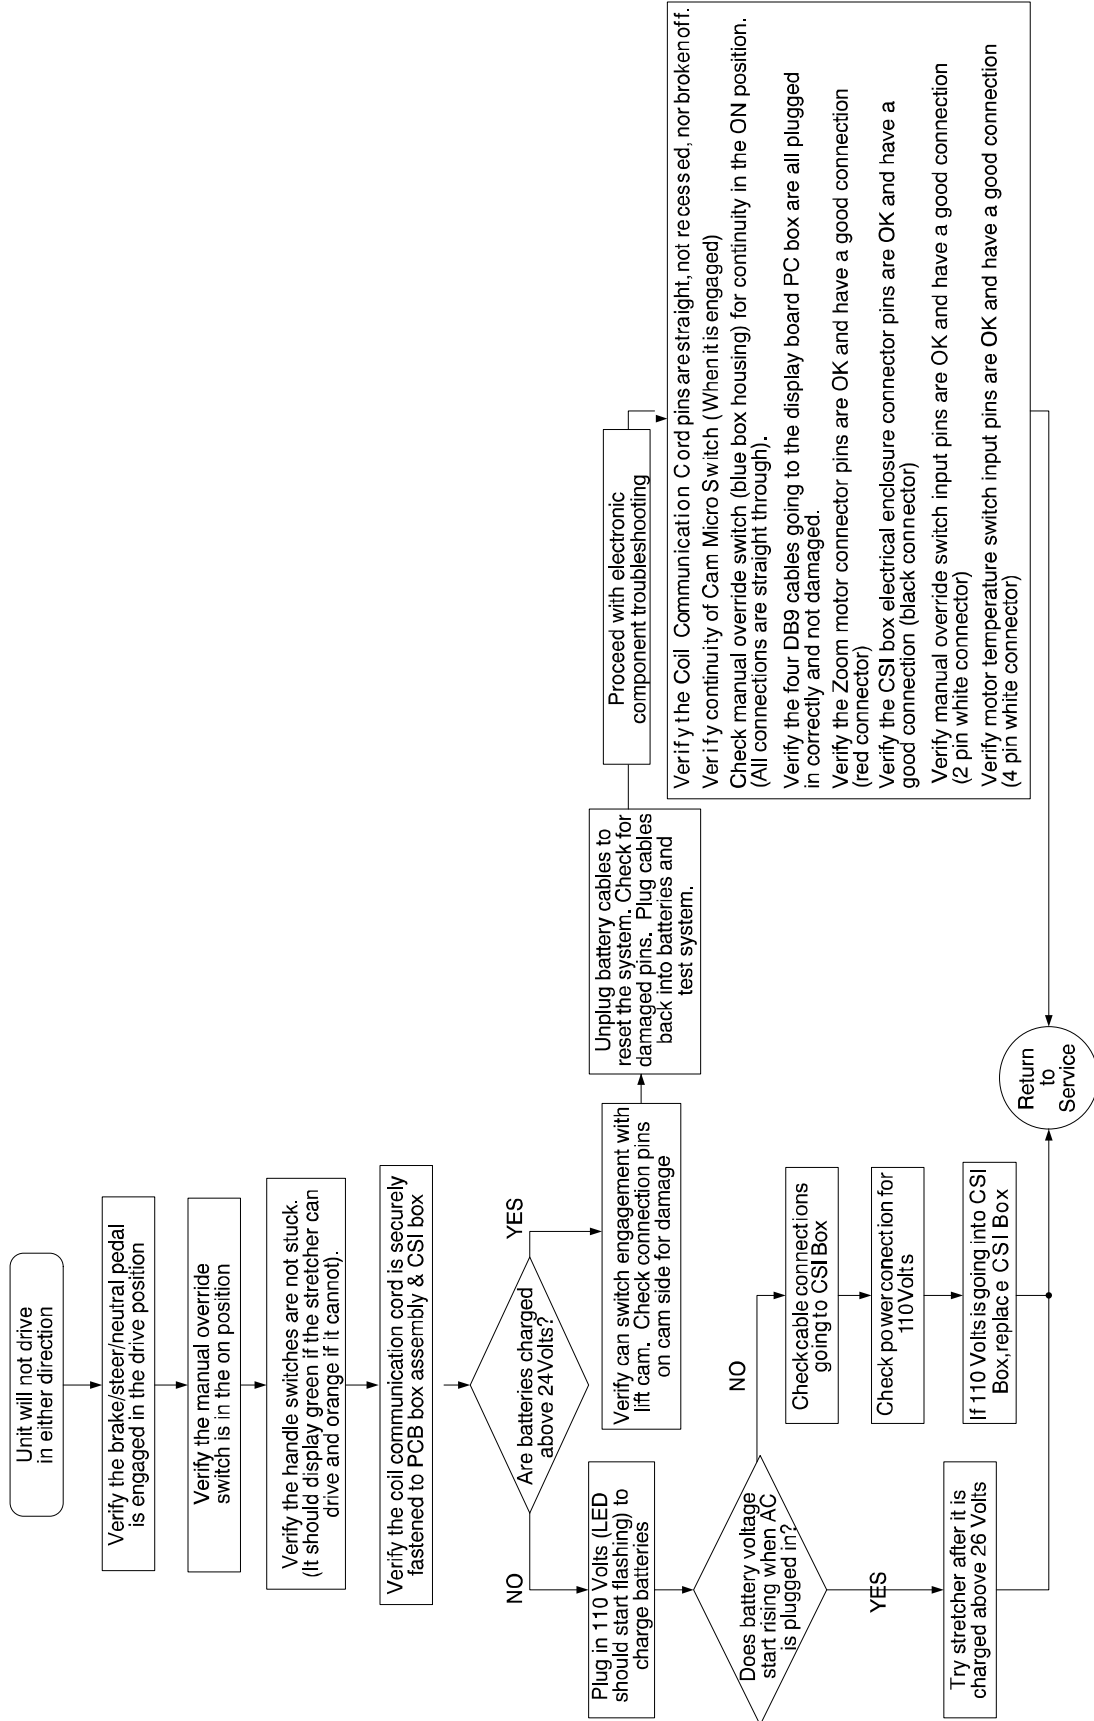 Unit will not drive
in either direction
Verify the brake/steer/neutral pedal
is engaged in the drive position
Verify the manual override
switch is in the on position
Verify the handle switches are not stuck.
(It should display green if the stretcher can
drive and orange if it cannot).
Verify the coil communication cord is securely
fastened to PCB box assembly & CSI box
Are batteries charged
above 24Volts?
NO
YES
Plug in 110 Volts (LED
should start flashing) to
charge batteries
Does battery voltage
start rising when AC
is plugged in?
YES
NO
Try stretcher after it is
charged above 26 Volts
Check cable connections
going to CSI Box
Check power connection for
110Volts
If 110 Volts is going into CSI
Box, replace CSI Box
Verify can switch engagement with
lift cam. Check connection pins
on cam side for damage
Unplug battery cables to
reset the system. Check for
damaged pins. Plug cables
back into batteries and
test system.
Proceed with electronic
component troubleshooting
Verify the Coil Communication Cord pins are straight, not recessed, nor broken off.
Verify continuity of Cam Micro Switch (When it is engaged)
Check manual override switch (blue box housing) for continuity in the ON position.
(All connections are straight through).
Verify the four DB9 cables going to the display board PC box are all plugged
in correctly and not damaged.
Verify the Zoom motor connector pins are OK and have a good connection
(red connector)
Verify the CSI box electrical enclosure connector pins are OK and have a
good connection (black connector)
Verify manual override switch input pins are OK and have a good connection
(2 pin white connector)
Verify motor temperature switch input pins are OK and have a good connection
(4 pin white connector)
Return
to
Service